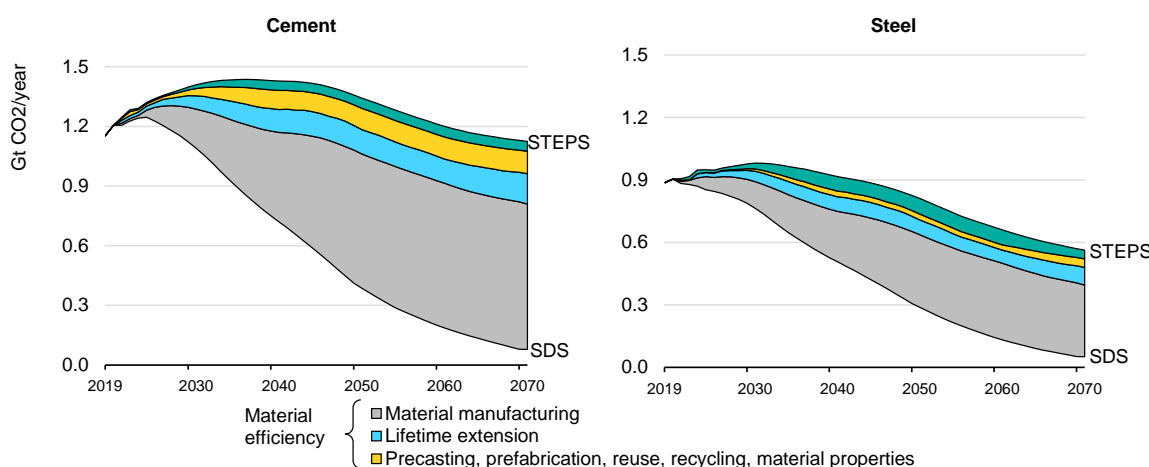 Cement
Steel
Gt CO2/year
1.5
1.2
0.9
0.6
0.3
0.0
STEPS
SDS
2019 2030 2040 2050 2060 2070
1.5
1.2
0.9
0.6
0.3
0.0
STEPS
SDS
2019 2030 2040 2050 2060 2070
Material efficiency
Material manufacturing
Lifetime extension
Precasting, prefabrication, reuse, recycling, material properties